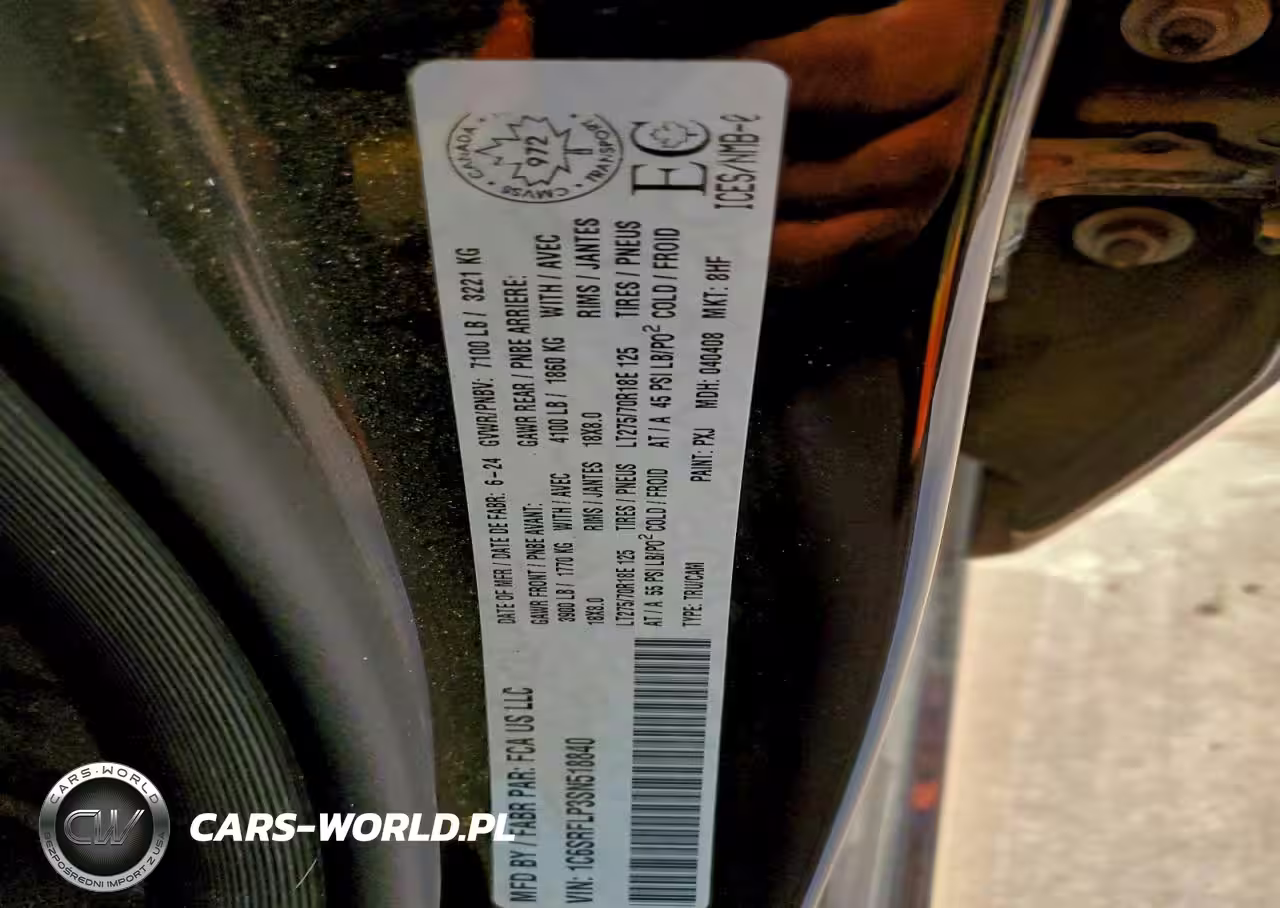 MFD BY / FABR PAR: FCA US LLC
DATE OF MFR / DATE DE FABR: 6-24 GVWR/PNBV: 7100 LB / 3221 KG
GAWR FRONT / PNBE AVANT: GAWR REAR / PNBE ARRIERE:
3900 LB / 1770 KG WITH / AVEC 4100 LB / 1860 KG WITH / AVEC
18X8.0 RIMS / JANTES 18X8.0 RIMS / JANTES
LT275/70R18E 125 TIRES / PNEUS LT275/70R18E 125 TIRES / PNEUS
AT / A 55 PSI LB/PO² COLD / FROID AT / A 45 PSI LB/PO² COLD / FROID
VIN: 1C6SRFLP3SN518840
TYPE: TRU/CAM PAINT: PXJ MDH: 040408 MKT: 8HF
CANADA
972
T
CMVSS
TRANSPORT
EC
ICES/NMB-2
CARS-WORLD
CW
BEZPOŚREDNI IMPORT Z USA
CARS-WORLD.PL